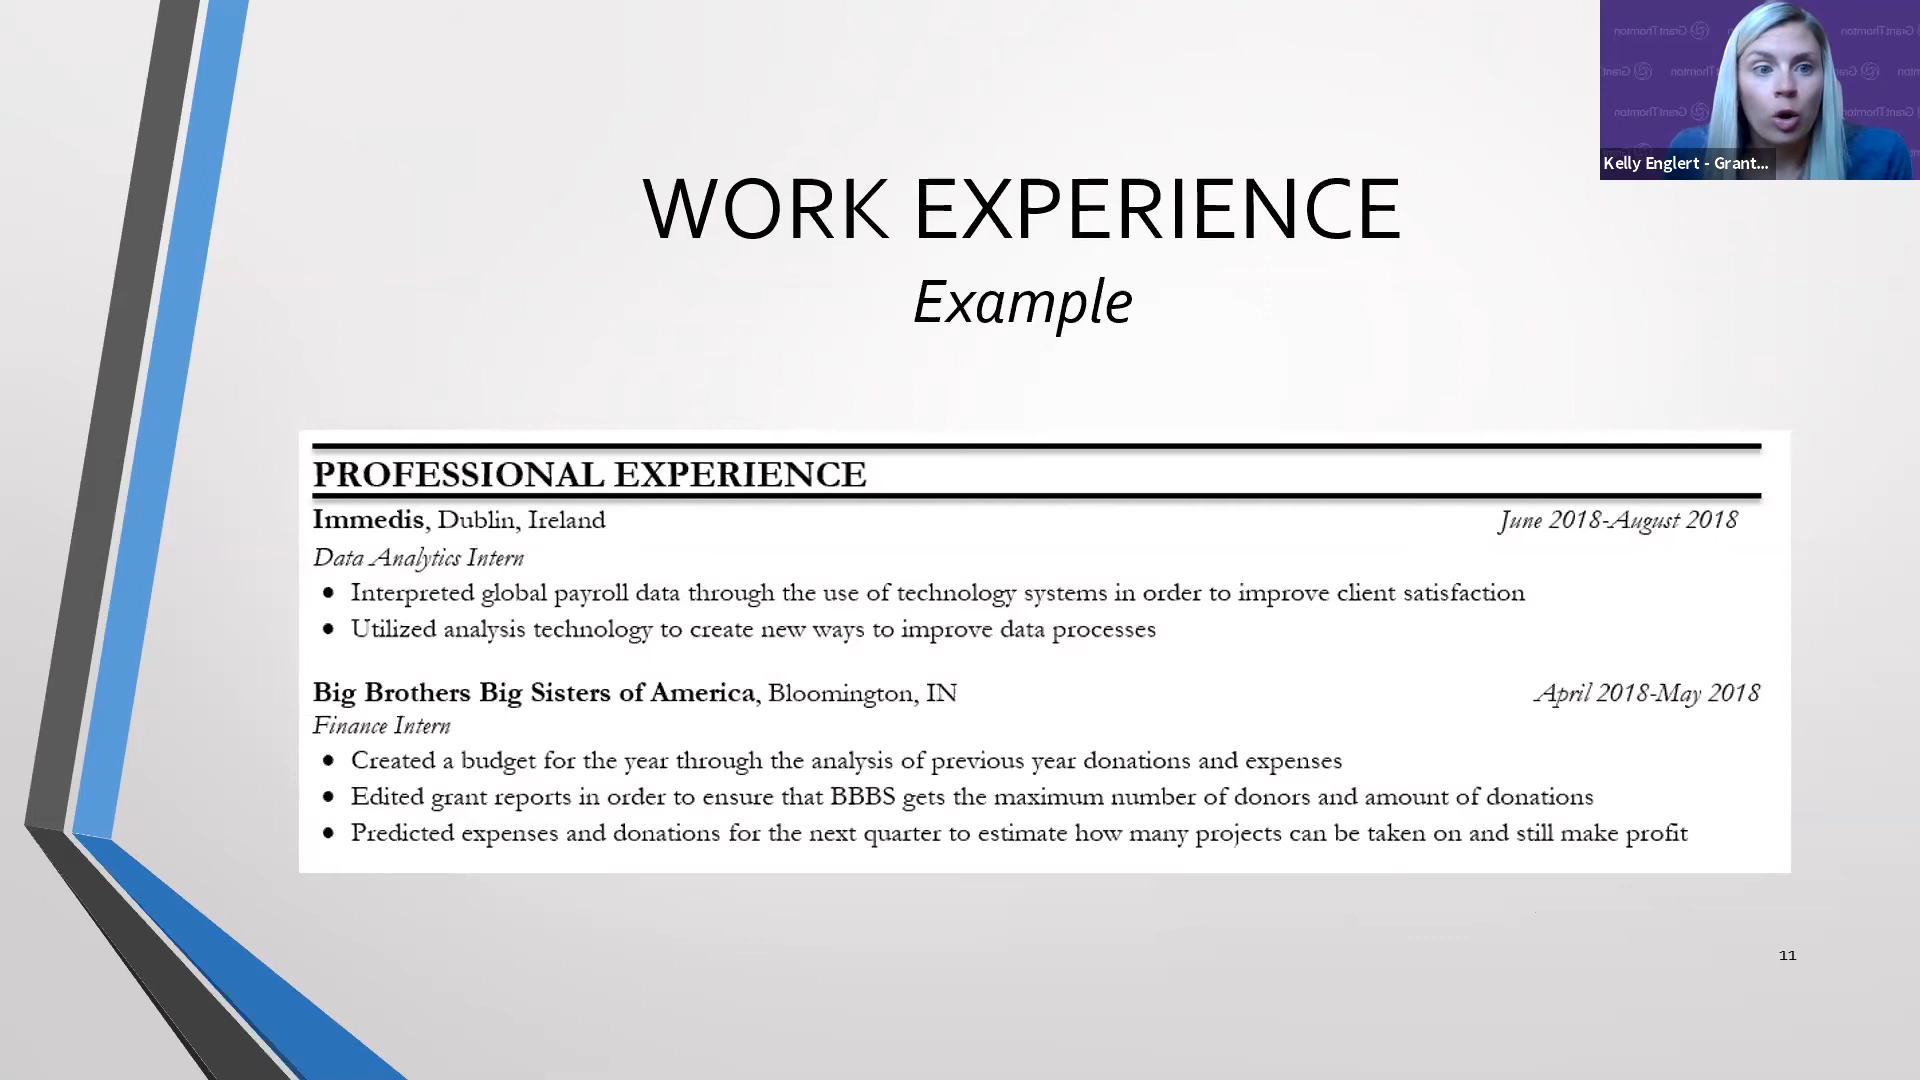 WORK EXPERIENCE
Example
Kelly Englert - Grant...
PROFESSIONAL EXPERIENCE
Immedis, Dublin, Ireland June 2018-August 2018
Data Analytics Intern
• Interpreted global payroll data through the use of technology systems in order to improve client satisfaction
• Utilized analysis technology to create new ways to improve data processes
Big Brothers Big Sisters of America, Bloomington, IN April 2018-May 2018
Finance Intern
• Created a budget for the year through the analysis of previous year donations and expenses
• Edited grant reports in order to ensure that BBBS gets the maximum number of donors and amount of donations
• Predicted expenses and donations for the next quarter to estimate how many projects can be taken on and still make profit
11